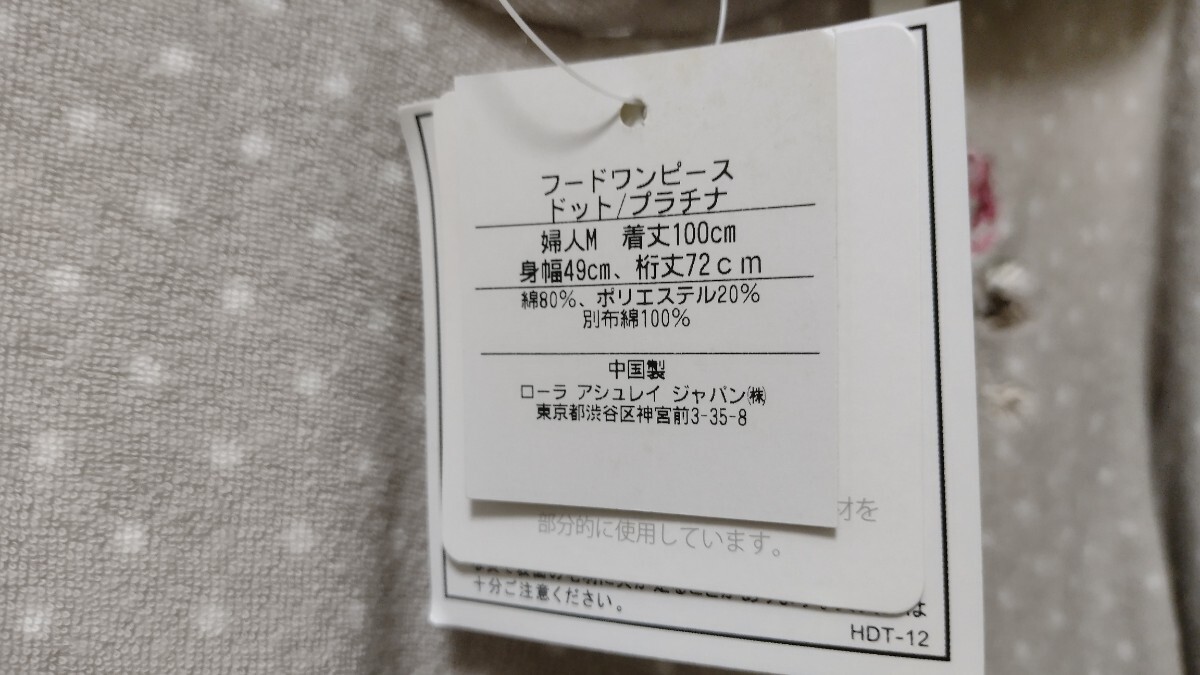 フードワンピース
ドット/プラチナ
婦人M 着丈100cm
身幅49cm、裄丈72cm
綿80%、ポリエステル20%
別布綿100%
中国製
ローラ アシュレイ ジャパン㈱
東京都渋谷区神宮前3-35-8
を
部分的に使用しています。
は
十分ご注意ください。
HDT-12